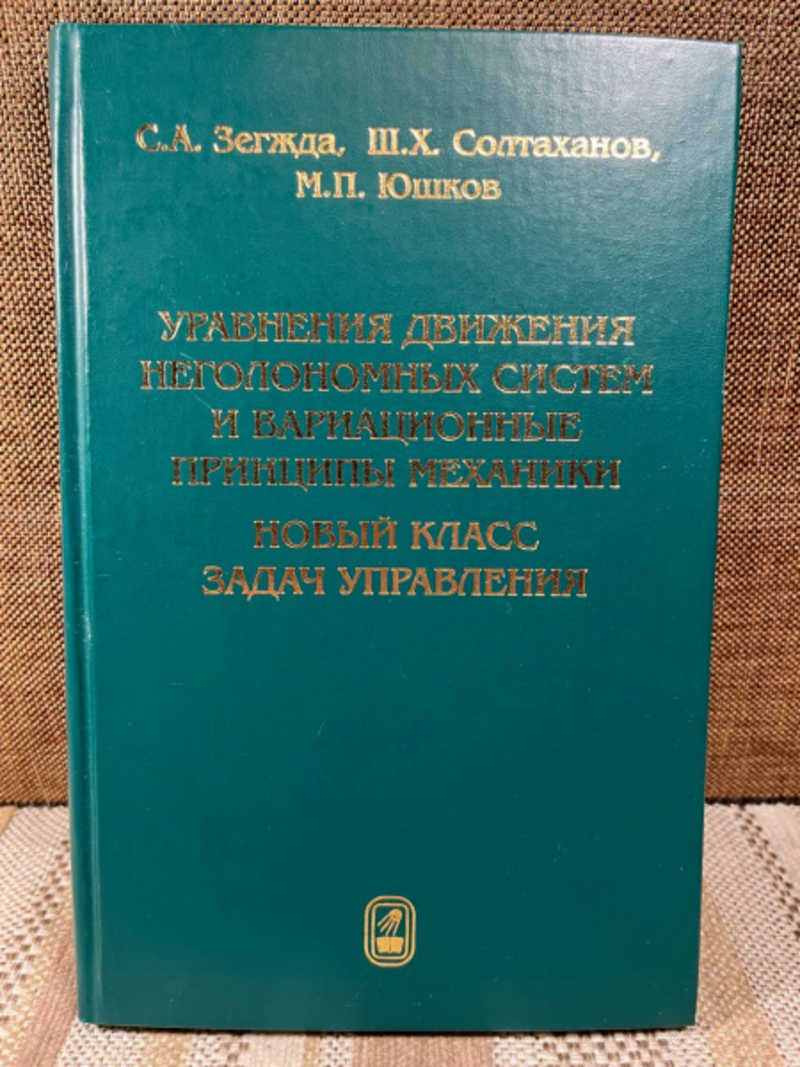 С.А. Зегжда, Ш.Х. Солтаханов,
М.П. Юшков
УРАВНЕНИЯ ДВИЖЕНИЯ
НЕГОЛОНОМНЫХ СИСТЕМ
И ВАРИАЦИОННЫЕ
ПРИНЦИПЫ МЕХАНИКИ
НОВЫЙ КЛАСС
ЗАДАЧ УПРАВЛЕНИЯ